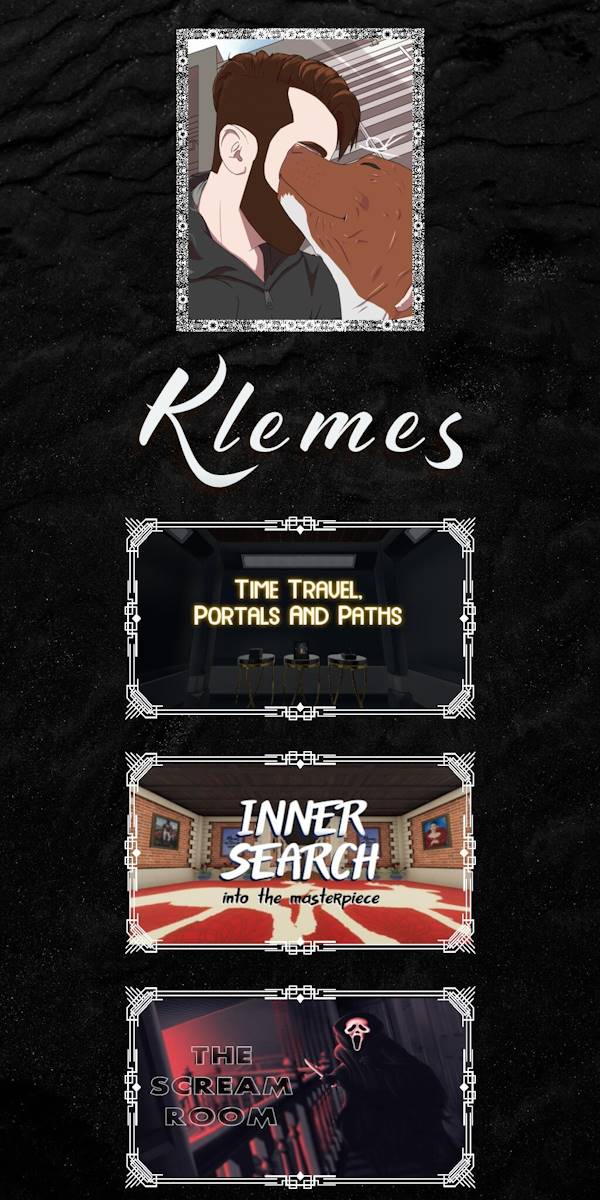 Klemes
Time Travel,
Portals And Paths
INNER
SEARCH
into the masterpiece
THE
SCREAM
ROOM